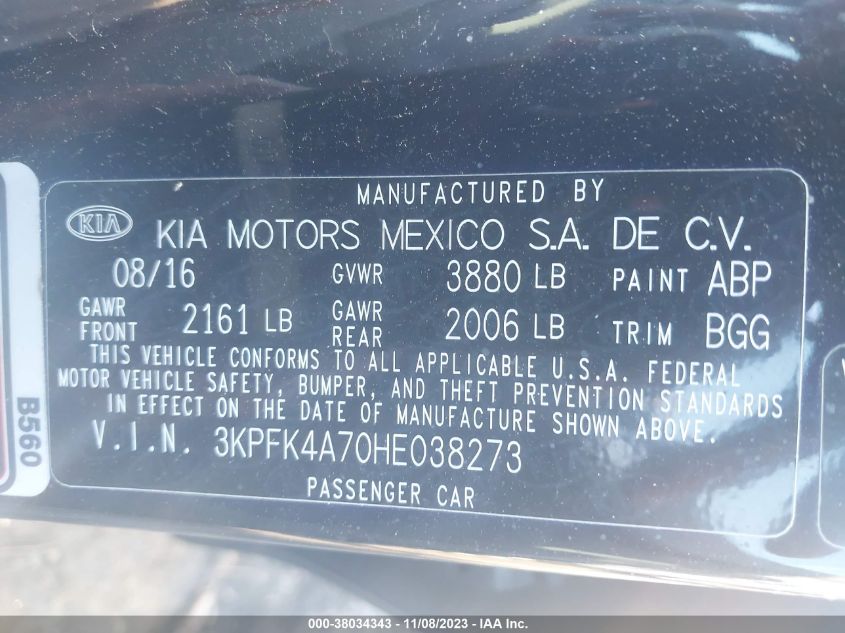 MANUFACTURED BY
KIA KIA MOTORS MEXICO S.A. DE C.V.
08/16 GVWR 3880 LB PAINT ABP
GAWR FRONT 2161 LB GAWR REAR 2006 LB TRIM BGG
THIS VEHICLE CONFORMS TO ALL APPLICABLE U.S.A. FEDERAL
MOTOR VEHICLE SAFETY, BUMPER, AND THEFT PREVENTION STANDARDS
IN EFFECT ON THE DATE OF MANUFACTURE SHOWN ABOVE.
V.I.N. 3KPFK4A70HE038273
PASSENGER CAR
B560
000-38034343 - 11/08/2023 - IAA Inc.